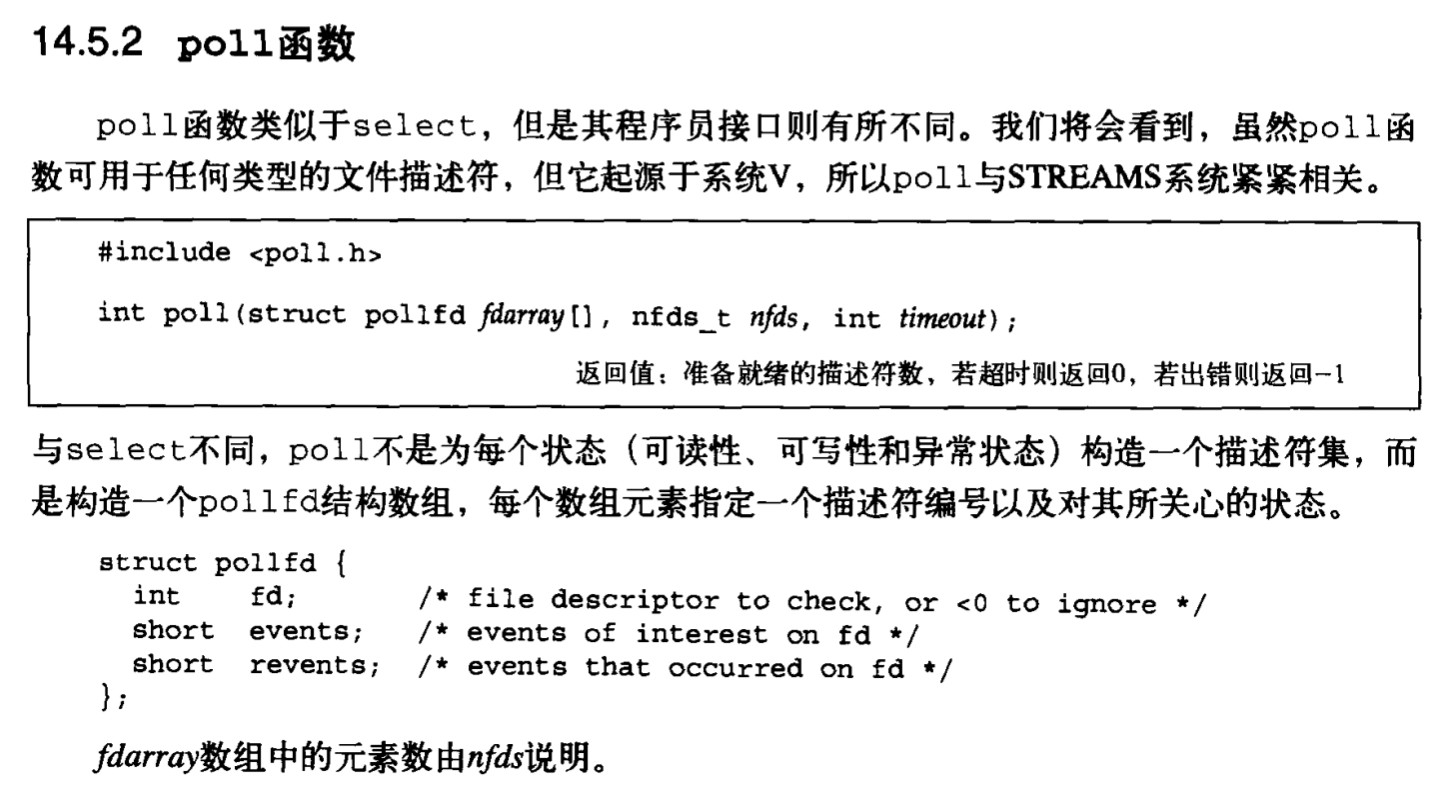 14.5.2 poll函数
poll函数类似于select，但是其程序员接口则有所不同。我们将会看到，虽然poll函
数可用于任何类型的文件描述符，但它起源于系统V，所以poll与STREAMS系统紧紧相关。
#include <poll.h>
int poll(struct pollfd fdarray[], nfds_t nfds, int timeout);
返回值：准备就绪的描述符数，若超时则返回0，若出错则返回-1
与select不同，poll不是为每个状态（可读性、可写性和异常状态）构造一个描述符集，而
是构造一个pollfd结构数组，每个数组元素指定一个描述符编号以及对其所关心的状态。
struct pollfd {
int fd; /* file descriptor to check, or <0 to ignore */
short events; /* events of interest on fd */
short revents; /* events that occurred on fd */
};
fdarray数组中的元素数由nfds说明。